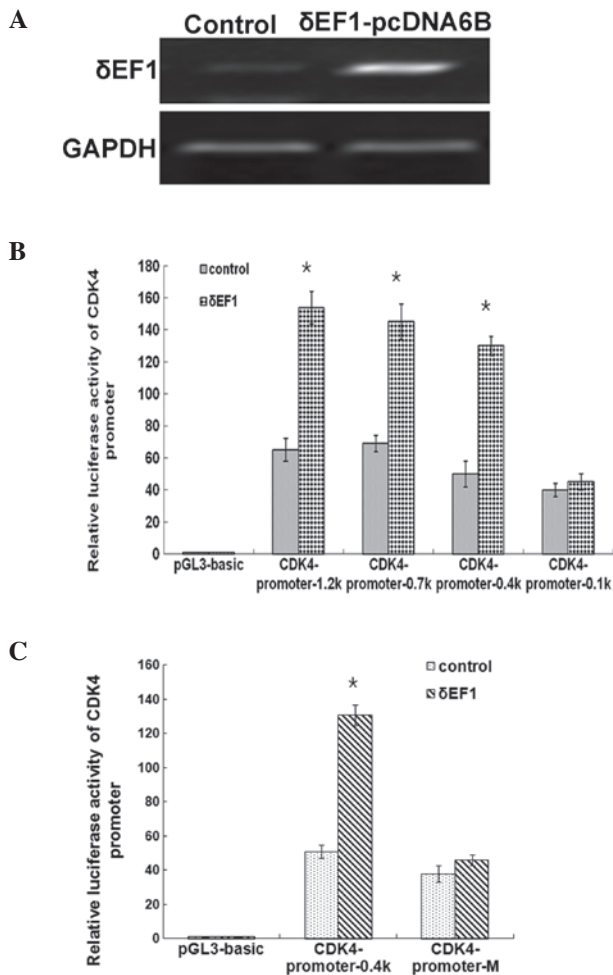 A
Control δEF1-pcDNA6B
δEF1
GAPDH
B
Relative luciferase activity of CDK4
promoter
180
160
140
120
100
80
60
40
20
0
control
δEF1
*
*
*
pGL3-basic
CDK4-
promoter-1.2k
CDK4-
promoter-0.7k
CDK4-
promoter-0.4k
CDK4-
promoter-0.1k
C
Relative luciferase activity of CDK4
promoter
160
140
120
100
80
60
40
20
0
control
δEF1
*
pGL3-basic
CDK4-
promoter-0.4k
CDK4-
promoter-M